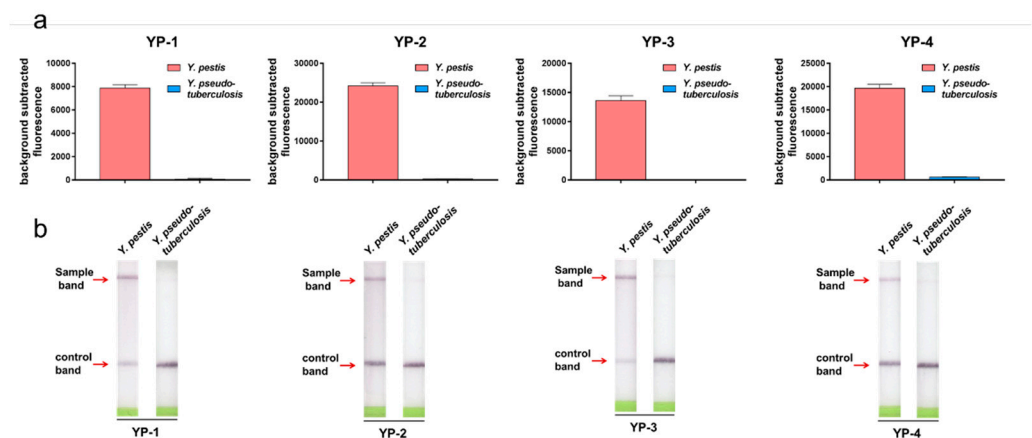 a
YP-1
background subtracted
fluorescence
10000
8000
6000
4000
2000
0
Y. pestis
Y. pseudo-
tuberculosis
YP-2
background subtracted
fluorescence
30000
20000
10000
0
Y. pestis
Y. pseudo-
tuberculosis
YP-3
background subtracted
fluorescence
20000
15000
10000
5000
0
Y. pestis
Y. pseudo-
tuberculosis
YP-4
background subtracted
fluorescence
25000
20000
15000
10000
5000
0
Y. pestis
Y. pseudo-
tuberculosis
b
Y. pestis
Y. pseudo-
tuberculosis
Sample
band
control
band
YP-1
Y. pestis
Y. pseudo-
tuberculosis
Sample
band
control
band
YP-2
Y. pestis
Y. pseudo-
tuberculosis
Sample
band
control
band
YP-3
Y. pestis
Y. pseudo-
tuberculosis
Sample
band
control
band
YP-4